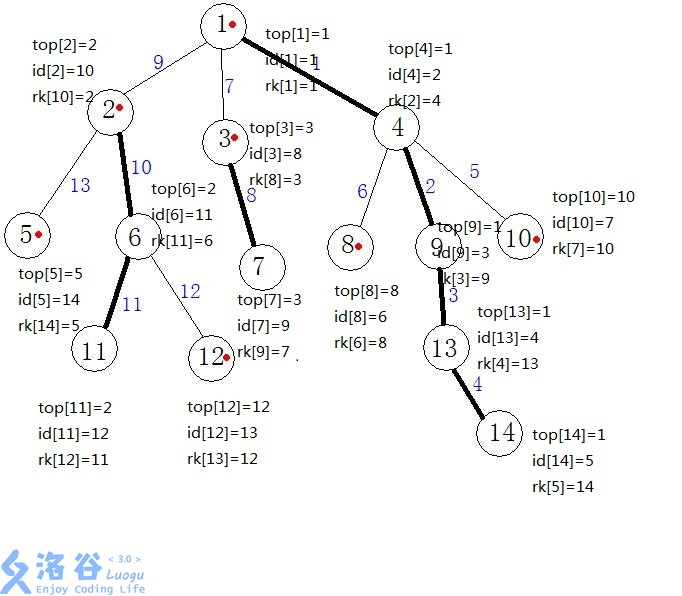 1
top[1]=1
id[1]=1
rk[1]=1
top[2]=2
id[2]=10
rk[10]=2
top[4]=1
id[4]=2
rk[2]=4
9
7
1
2
3
4
top[3]=3
id[3]=8
rk[8]=3
13
10
8
6
2
5
top[6]=2
id[6]=11
rk[11]=6
top[9]=1
id[9]=3
rk[3]=9
top[10]=10
id[10]=7
rk[7]=10
5
6
7
8
9
10
top[5]=5
id[5]=14
rk[14]=5
11
12
top[7]=3
id[7]=9
rk[9]=7
top[8]=8
id[8]=6
rk[6]=8
3
top[13]=1
id[13]=4
rk[4]=13
11
12
13
4
top[11]=2
id[11]=12
rk[12]=11
top[12]=12
id[12]=13
rk[13]=12
14
top[14]=1
id[14]=5
rk[5]=14
洛谷 < 3.0 > Luogu
Enjoy Coding Life